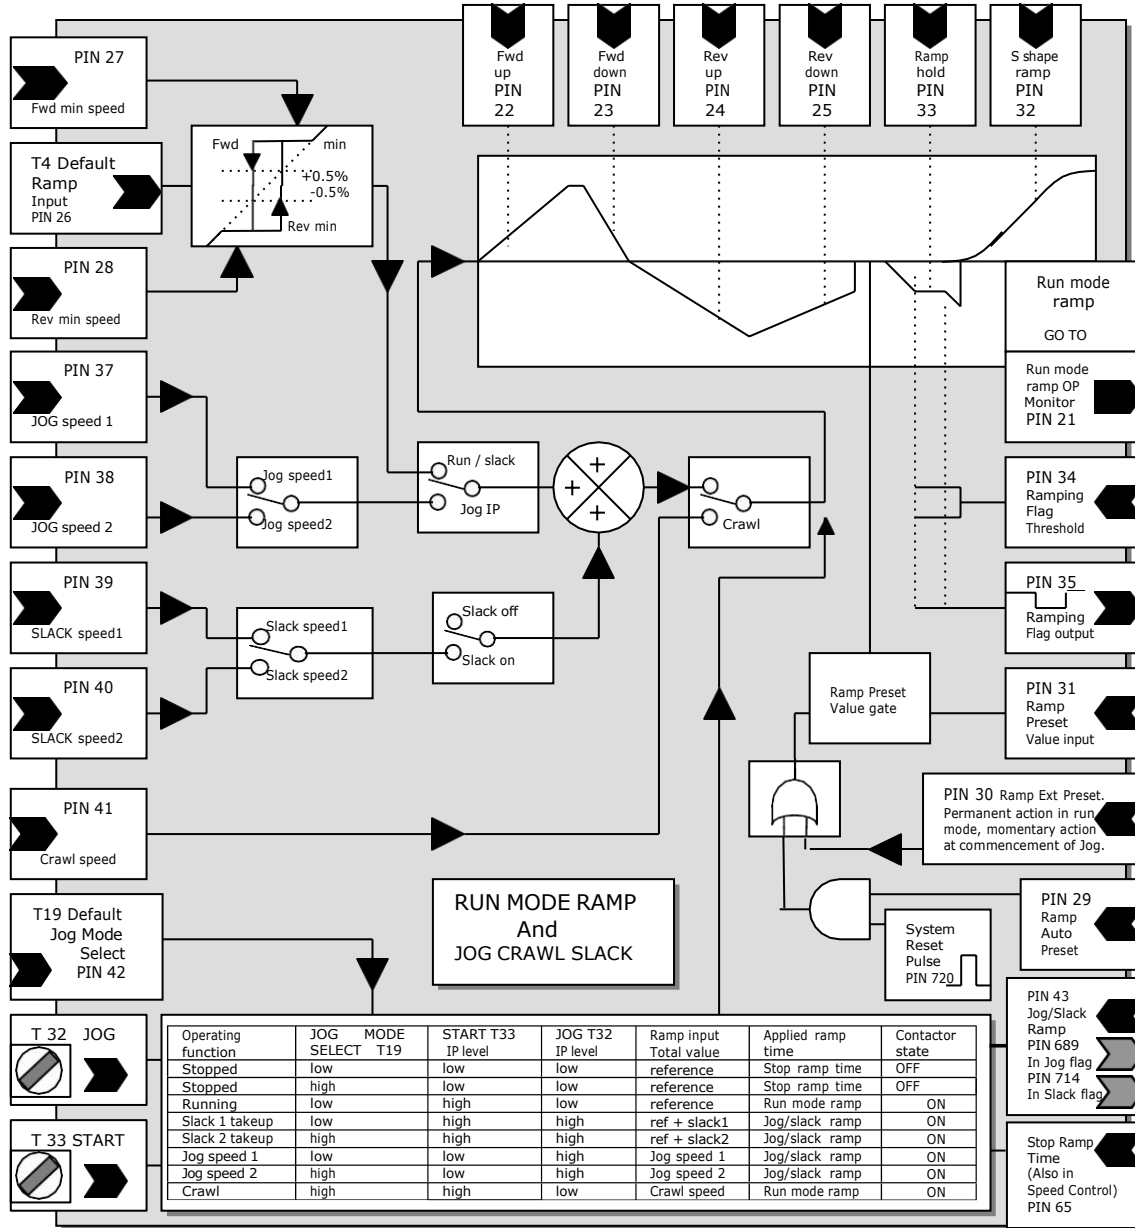 Fwd
up
PIN
22
Fwd
down
PIN
23
Rev
up
PIN
24
Rev
down
PIN
25
Ramp
hold
PIN
33
S shape
ramp
PIN
32
PIN 27
Fwd min speed
T4 Default
Ramp
Input
PIN 26
Fwd
min
+0.5%
-0.5%
Rev min
PIN 28
Rev min speed
Run mode
ramp
GO TO
PIN 37
JOG speed 1
Run mode
ramp OP
Monitor
PIN 21
PIN 38
JOG speed 2
Jog speed1
Jog speed2
Run / slack
Jog IP
+
+
+
Crawl
PIN 34
Ramping
Flag
Threshold
PIN 39
SLACK speed1
Slack speed1
Slack speed2
Slack off
Slack on
PIN 35
Ramping
Flag output
PIN 40
SLACK speed2
Ramp Preset
Value gate
PIN 31
Ramp
Preset
Value input
PIN 41
Crawl speed
PIN 30 Ramp Ext Preset.
Permanent action in run
mode, momentary action
at commencement of Jog.
T19 Default
Jog Mode
Select
PIN 42
RUN MODE RAMP
And
JOG CRAWL SLACK
System
Reset
Pulse
PIN 720
PIN 29
Ramp
Auto
Preset
PIN 43
Jog/Slack
Ramp
PIN 689
In Jog flag
PIN 714
In Slack flag
T 32 JOG
T 33 START
Operating function JOG MODE SELECT T19 START T33 IP level JOG T32 IP level Ramp input Total value Applied ramp time Contactor state
Stopped low low low reference Stop ramp time OFF
Stopped high low low reference Stop ramp time OFF
Running low high low reference Run mode ramp ON
Slack 1 takeup low high high ref + slack1 Jog/slack ramp ON
Slack 2 takeup high high high ref + slack2 Jog/slack ramp ON
Jog speed 1 low low high Jog speed 1 Jog/slack ramp ON
Jog speed 2 high low high Jog speed 2 Jog/slack ramp ON
Crawl high high low Crawl speed Run mode ramp ON
Stop Ramp
Time
(Also in
Speed Control)
PIN 65